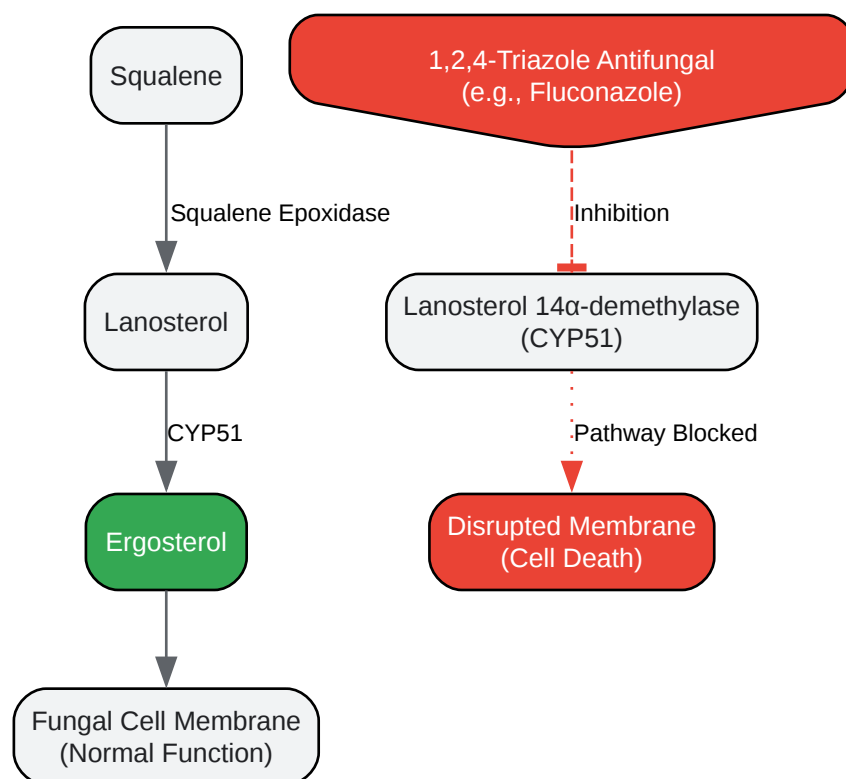 Squalene
1,2,4-Triazole Antifungal
(e.g., Fluconazole)
Squalene Epoxidase
Inhibition
Lanosterol
Lanosterol 14α-demethylase
(CYP51)
CYP51
Pathway Blocked
Ergosterol
Disrupted Membrane
(Cell Death)
Fungal Cell Membrane
(Normal Function)